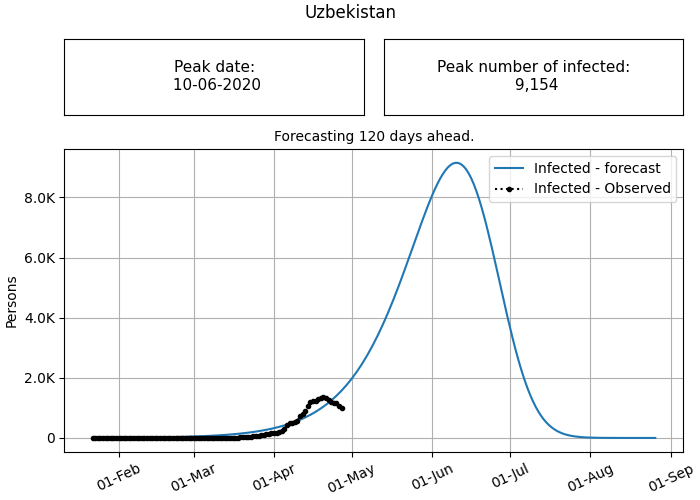 Uzbekistan
Peak date:
10-06-2020
Peak number of infected:
9,154
Forecasting 120 days ahead.
Infected - forecast
Infected - Observed
Persons
8.0K
6.0K
4.0K
2.0K
0
01-Feb
01-Mar
01-Apr
01-May
01-Jun
01-Jul
01-Aug
01-Sep